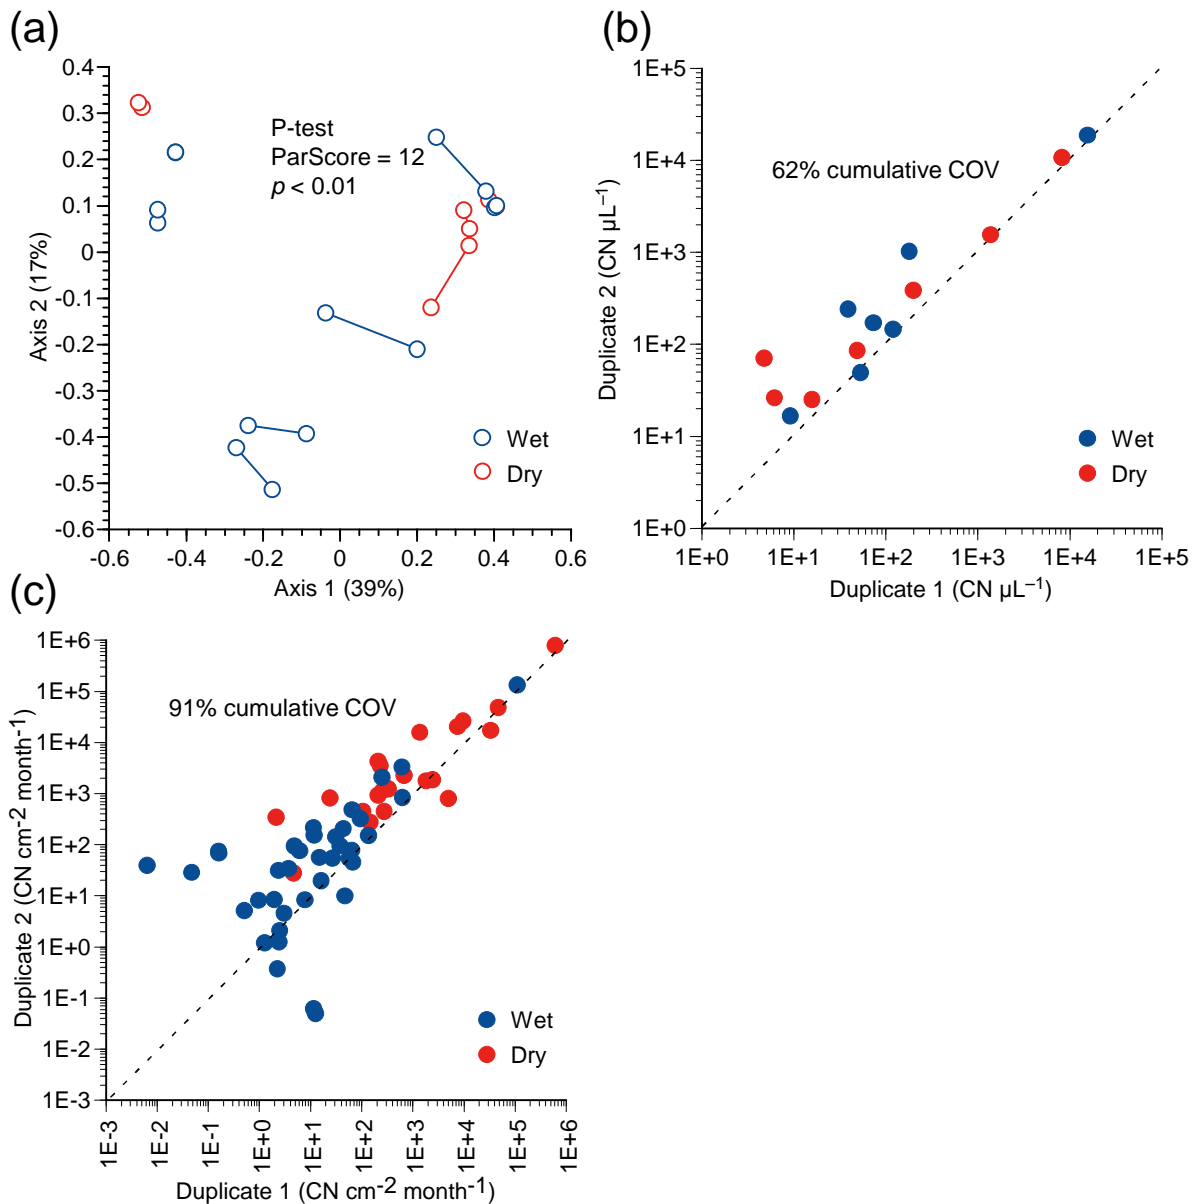 (a)
0.4
0.3
0.2
0.1
0
-0.1
-0.2
-0.3
-0.4
-0.5
-0.6
Axis 2 (17%)
P-test
ParScore = 12
p < 0.01
Wet
Dry
-0.6
-0.4
-0.2
0
0.2
0.4
0.6
Axis 1 (39%)
(b)
1E+5
1E+4
1E+3
1E+2
1E+1
1E+0
Duplicate 2 (CN µL–1)
62% cumulative COV
Wet
Dry
1E+0
1E+1
1E+2
1E+3
1E+4
1E+5
Duplicate 1 (CN µL–1)
(c)
1E+6
1E+5
1E+4
1E+3
1E+2
1E+1
1E+0
1E-1
1E-2
1E-3
Duplicate 2 (CN cm-2 month-1)
91% cumulative COV
Wet
Dry
1E-3
1E-2
1E-1
1E+0
1E+1
1E+2
1E+3
1E+4
1E+5
1E+6
Duplicate 1 (CN cm-2 month-1)